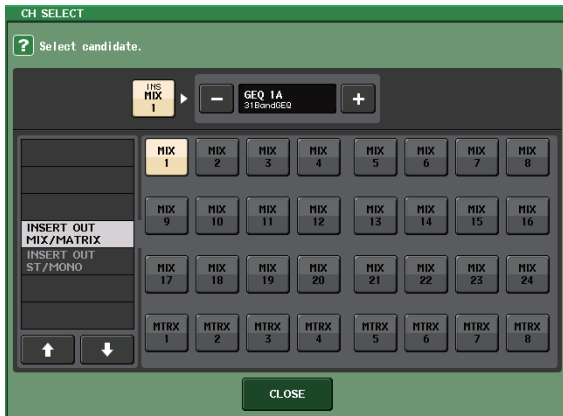 CH SELECT
? Select candidate.
INS
MIX
1
− GEQ 1A +
31BandGEQ
INSERT OUT
MIX/MATRIX
INSERT OUT
ST/MONO
MIX 1 MIX 2 MIX 3 MIX 4 MIX 5 MIX 6 MIX 7 MIX 8
MIX 9 MIX 10 MIX 11 MIX 12 MIX 13 MIX 14 MIX 15 MIX 16
MIX 17 MIX 18 MIX 19 MIX 20 MIX 21 MIX 22 MIX 23 MIX 24
MTRX 1 MTRX 2 MTRX 3 MTRX 4 MTRX 5 MTRX 6 MTRX 7 MTRX 8
CLOSE